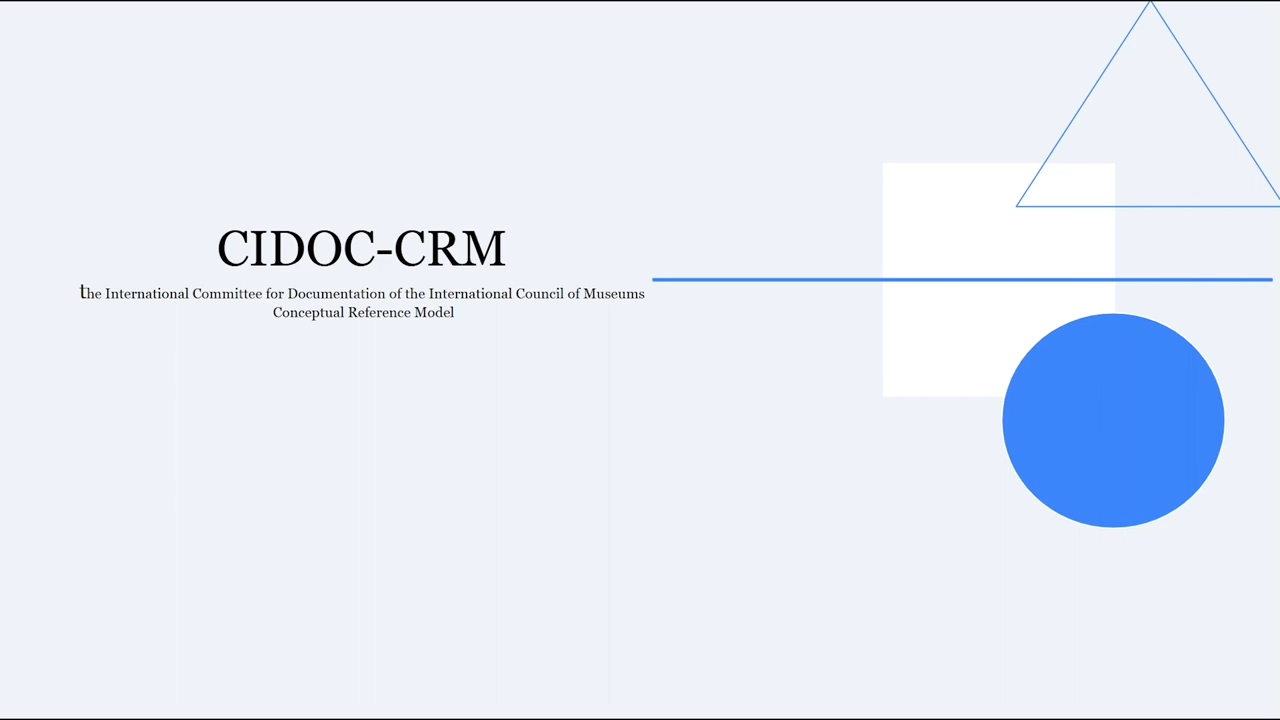 CIDOC-CRM
the International Committee for Documentation of the International Council of Museums
Conceptual Reference Model